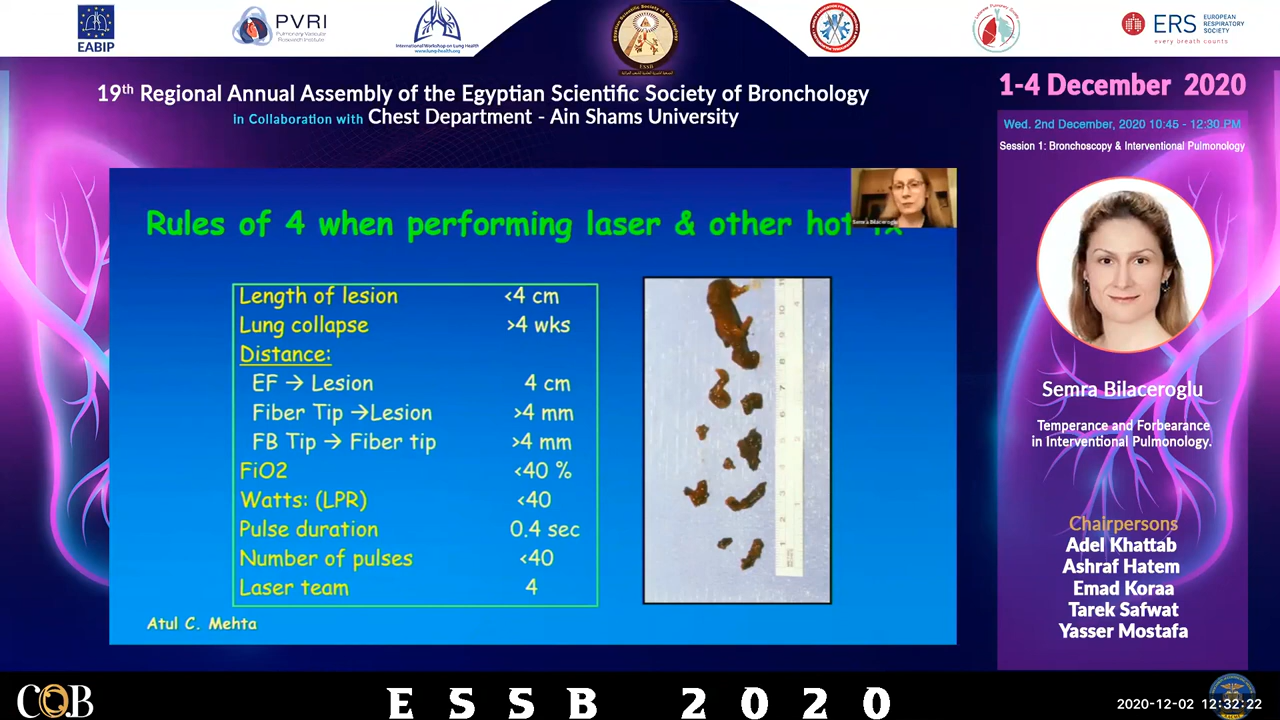 EABIP
PVRI
Pulmonary Vascular
Research Institute
International Workshop on Lung Health
www.lung-health.org
ESSB
ERS
EUROPEAN
RESPIRATORY
SOCIETY
every breath counts
19th Regional Annual Assembly of the Egyptian Scientific Society of Bronchology
in Collaboration with Chest Department - Ain Shams University
1-4 December 2020
Wed. 2nd December, 2020 10:45 - 12:30 PM
Session 1: Bronchoscopy & Interventional Pulmonology
Semra Bilaceroglu
Rules of 4 when performing laser & other hot
Length of lesion <4 cm
Lung collapse >4 wks
Distance:
EF → Lesion 4 cm
Fiber Tip →Lesion >4 mm
FB Tip → Fiber tip >4 mm
FiO2 <40 %
Watts: (LPR) <40
Pulse duration 0.4 sec
Number of pulses <40
Laser team 4
Atul C. Mehta
Semra Bilaceroglu
Temperance and Forbearance
in Interventional Pulmonology.
Chairpersons
Adel Khattab
Ashraf Hatem
Emad Koraa
Tarek Safwat
Yasser Mostafa
COB
ESSB 2020
2020-12-02 12:32:22